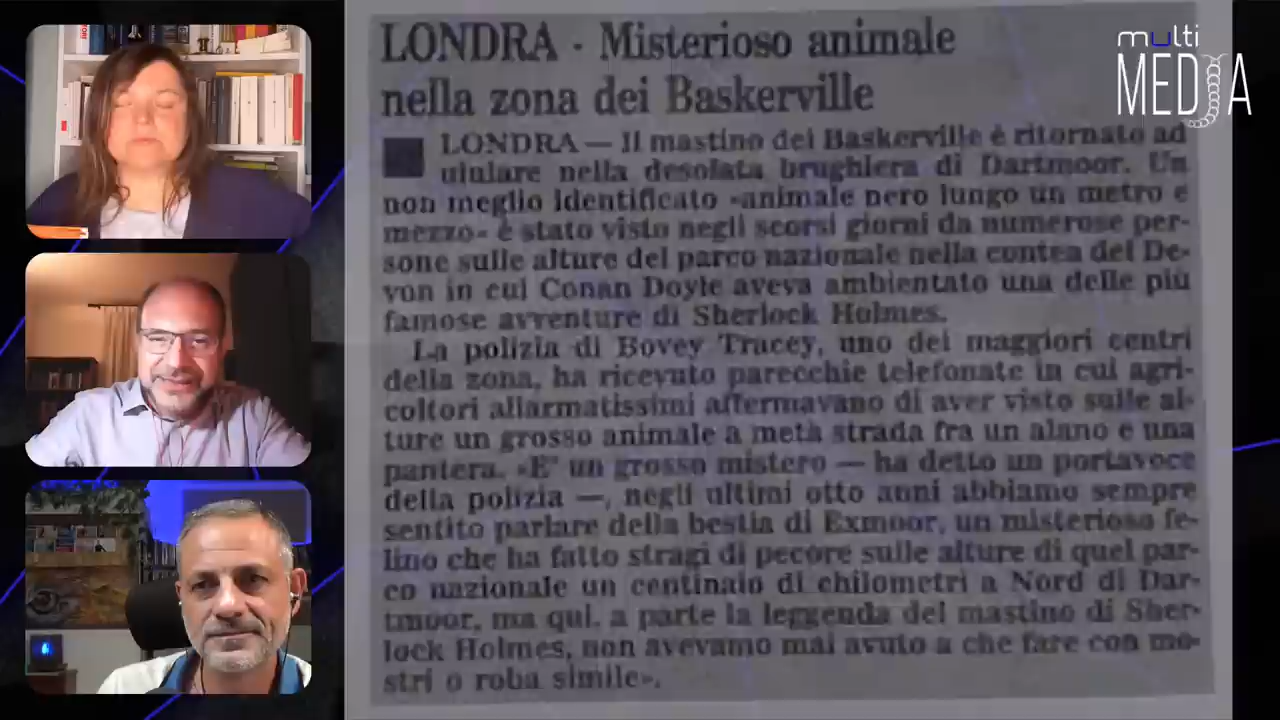 LONDRA - Misterioso animale
nella zona dei Baskerville
LONDRA — Il mastino dei Baskerville è ritornato ad
ululare nella desolata brughiera di Dartmoor. Un
non meglio identificato «animale nero lungo un metro e
mezzo» è stato visto negli scorsi giorni da numerose per-
sone sulle alture del parco nazionale nella contea del De-
von in cui Conan Doyle aveva ambientato una delle più
famose avventure di Sherlock Holmes.
La polizia di Bovey Tracey, uno dei maggiori centri
della zona, ha ricevuto parecchie telefonate in cui agri-
coltori allarmatissimi affermavano di aver visto sulle al-
ture un grosso animale a metà strada fra un alano e una
pantera. «E' un grosso mistero — ha detto un portavoce
della polizia —, negli ultimi otto anni abbiamo sempre
sentito parlare della bestia di Exmoor, un misterioso fe-
lino che ha fatto stragi di pecore sulle alture di quel par-
co nazionale un centinaio di chilometri a Nord di Dar-
tmoor, ma qui, a parte la leggenda del mastino di Sher-
lock Holmes, non avevamo mai avuto a che fare con mo-
stri o roba simile».
multi
MEDIA